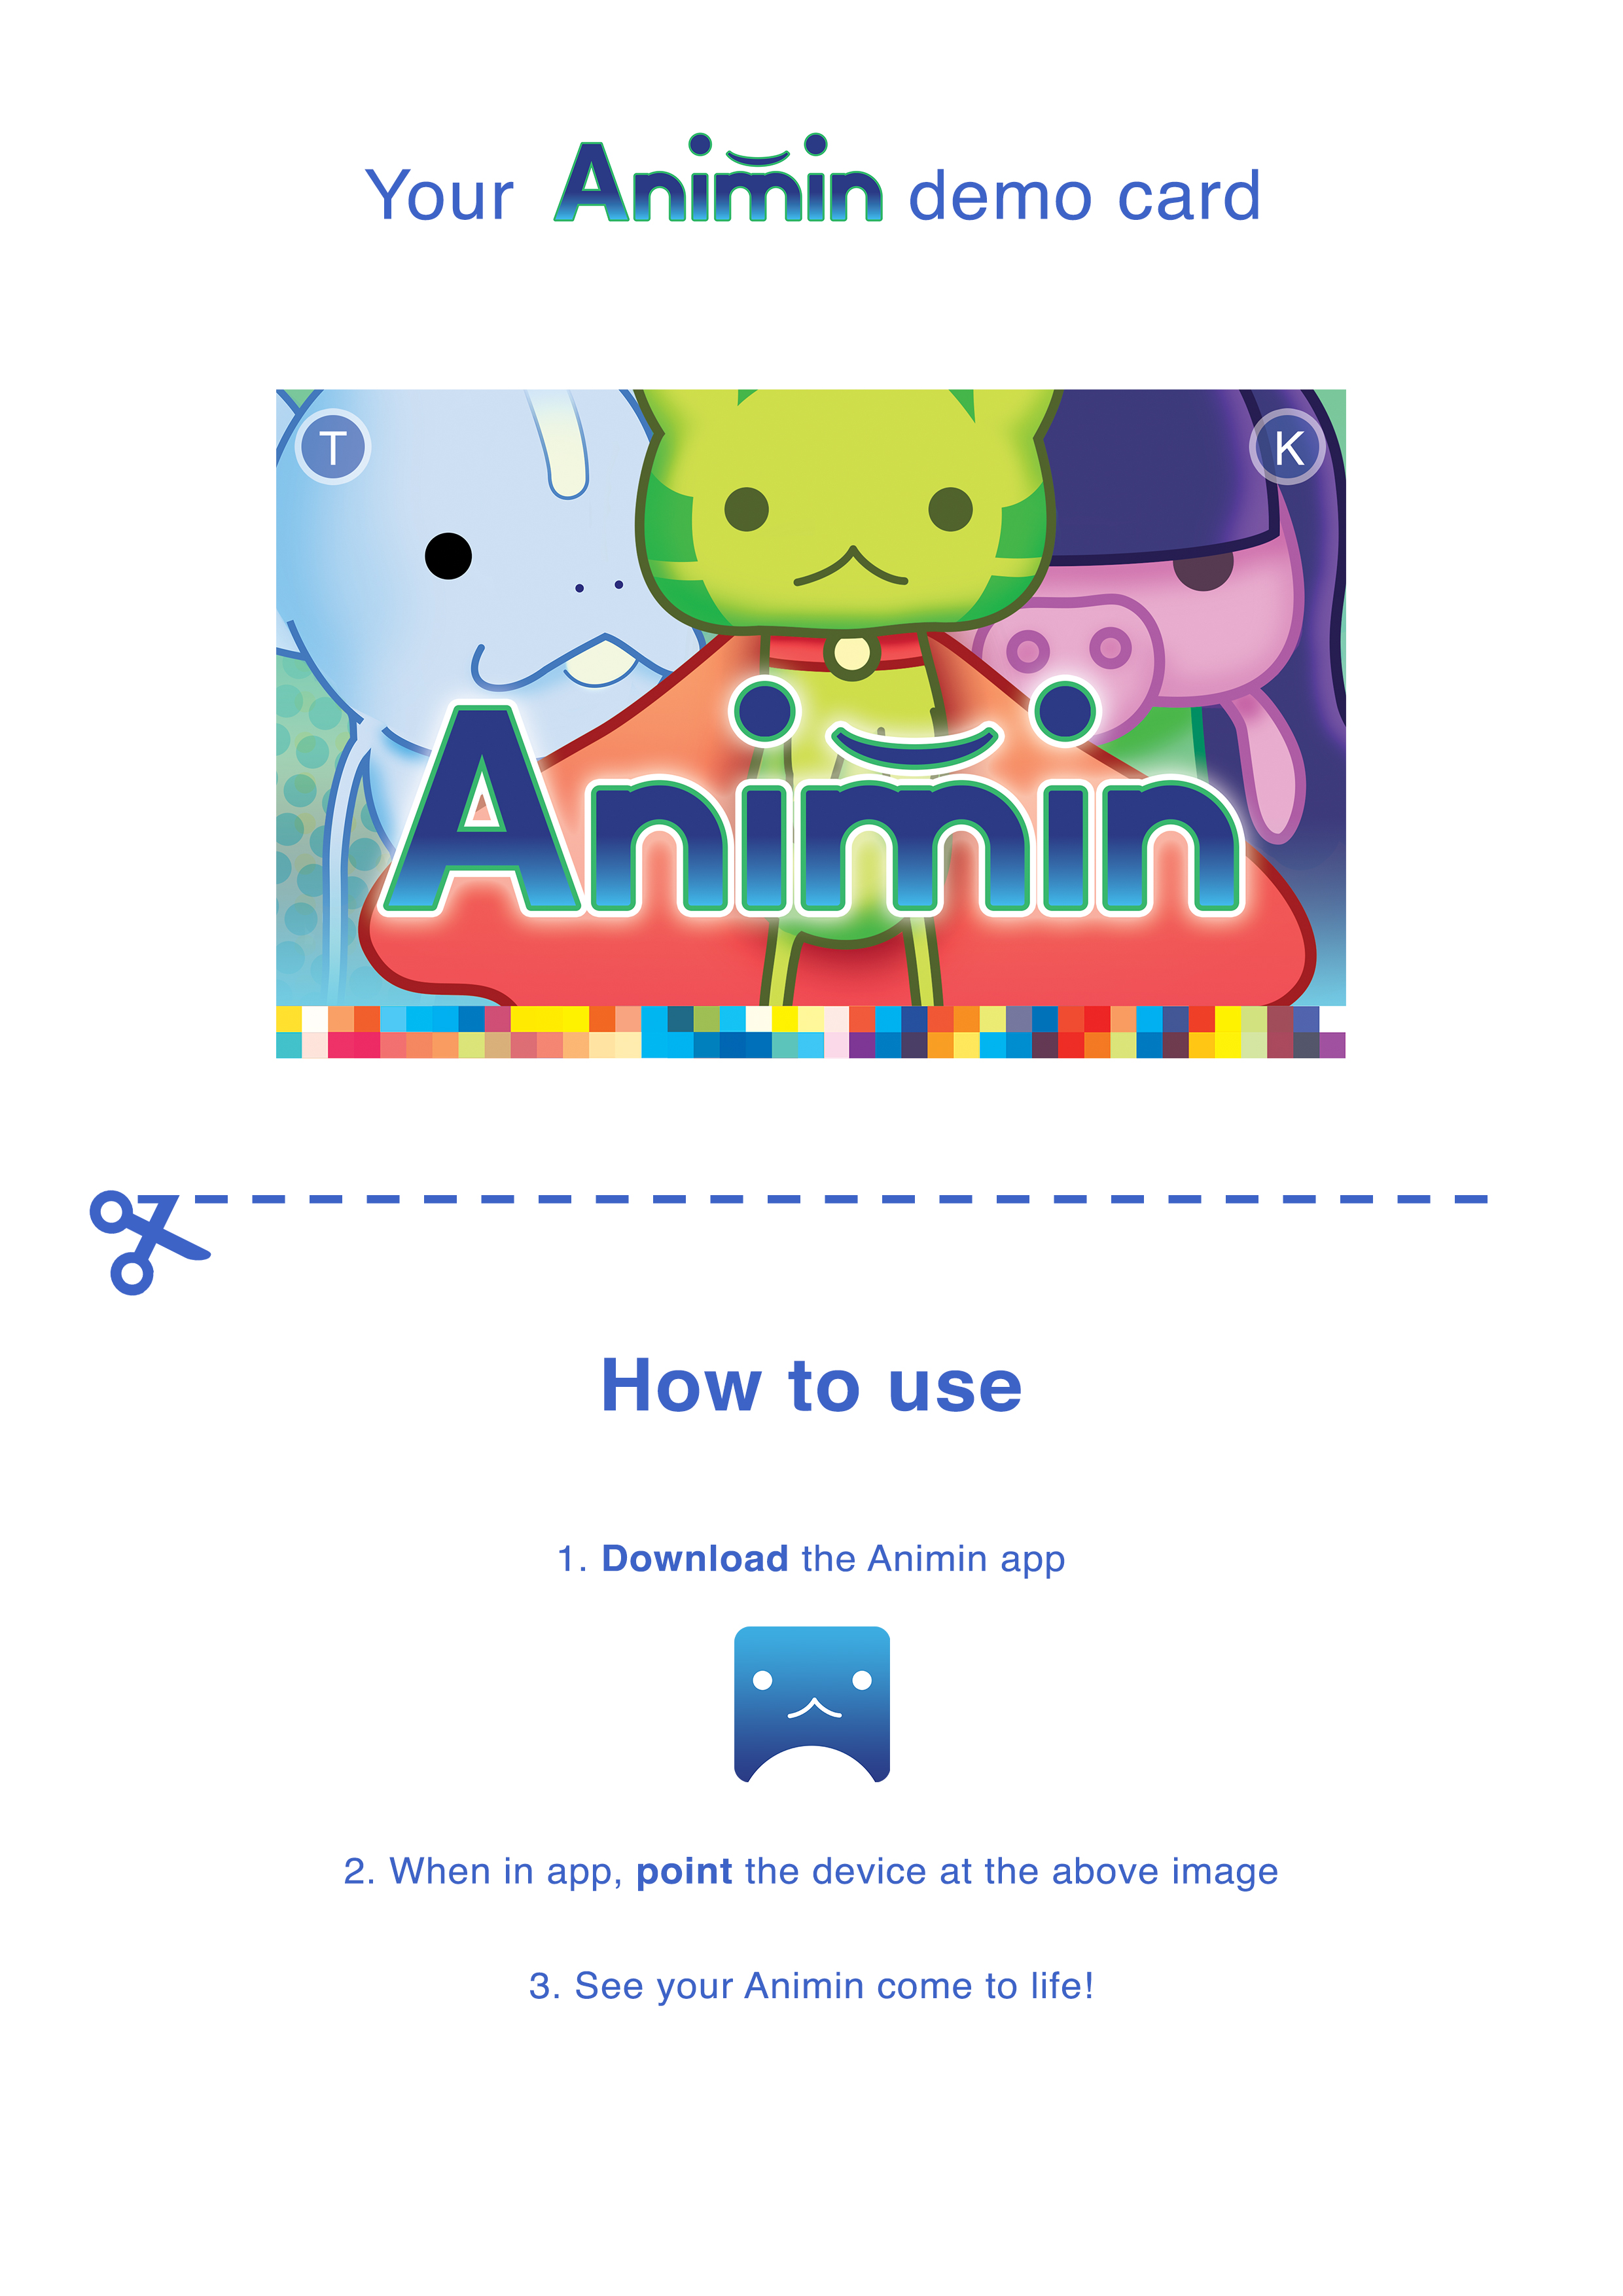 Your Animin demo card
T K
Animin
How to use
1. Download the Animin app
2. When in app, point the device at the above image
3. See your Animin come to life!